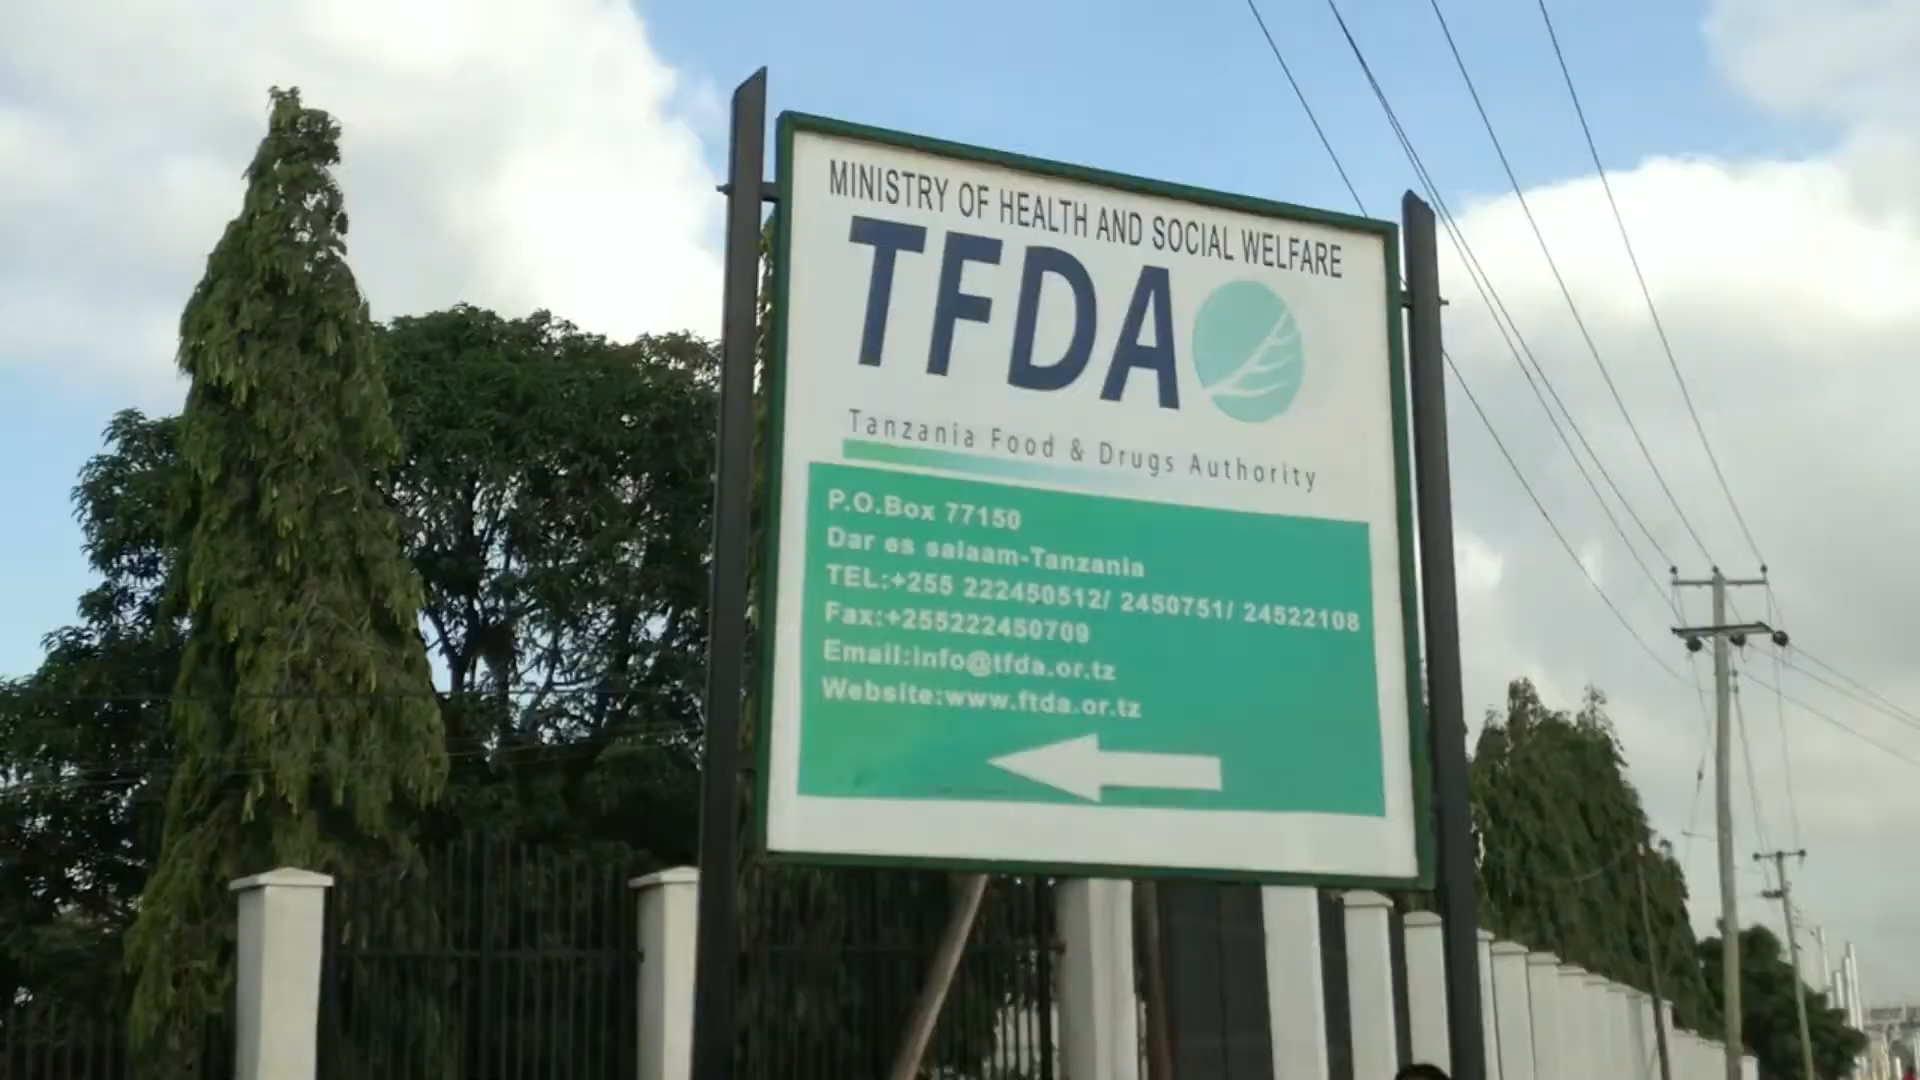 MINISTRY OF HEALTH AND SOCIAL WELFARE
TFDA
Tanzania Food & Drugs Authority
P.O.Box 77150
Dar es salaam-Tanzania
TEL:+255 222450512/ 2450751/ 24522108
Fax:+255222450709
Email:info@tfda.or.tz
Website:www.ftda.or.tz